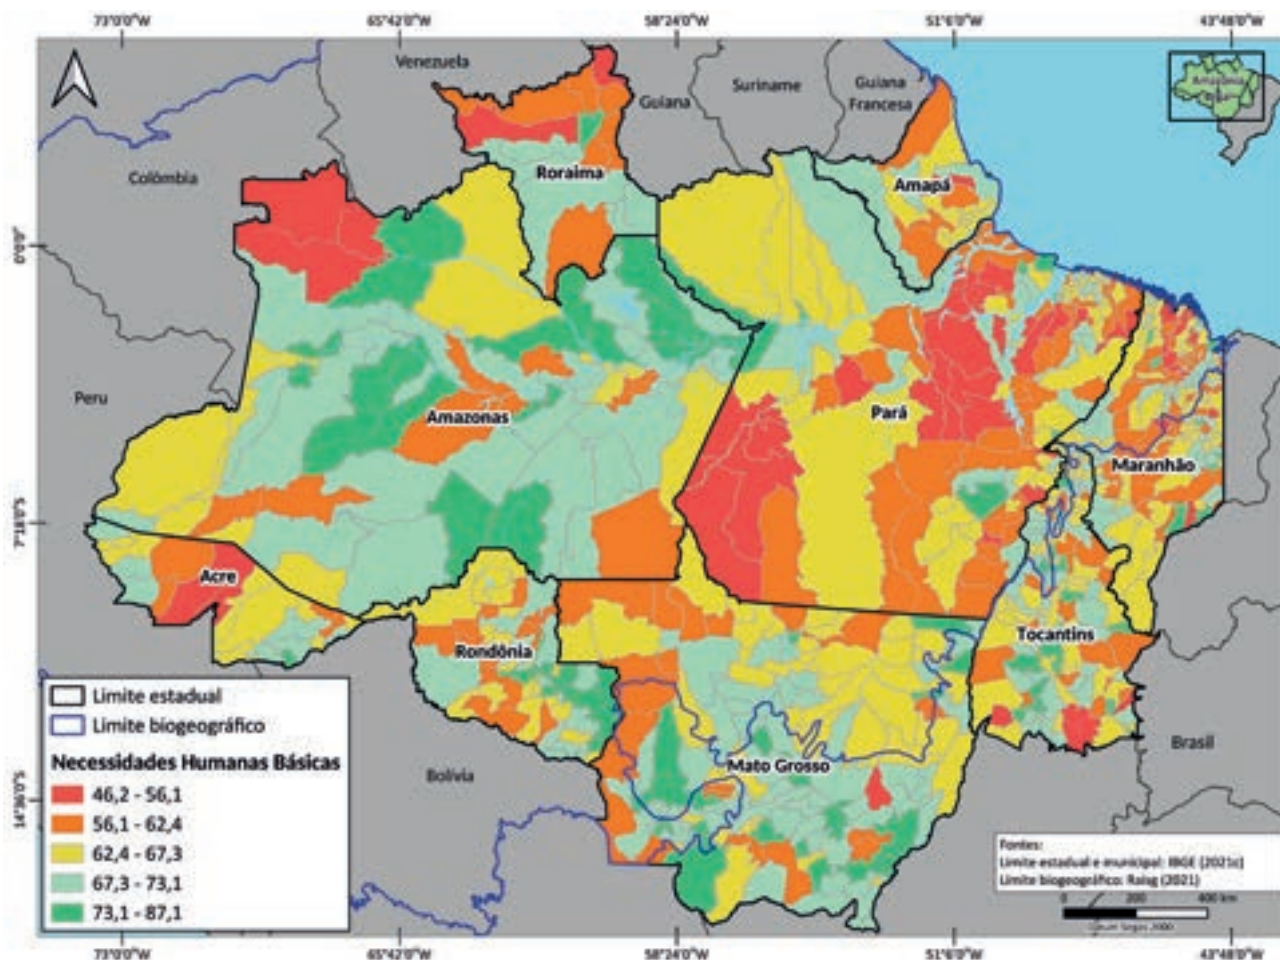 73°0'0"W 65°42'0"W 58°24'0"W 51°6'0"W 43°48'0"W
Venezuela
Suriname
Guiana Francesa
Guiana
Colômbia
Roraima
Amapá
0°0'0"
Peru
Amazonas
Pará
Maranhão
7°18'0"S
Acre
Rondônia
Tocantins
Limite estadual
Limite biogeográfico
Necessidades Humanas Básicas
46,2 - 56,1
56,1 - 62,4
62,4 - 67,3
67,3 - 73,1
73,1 - 87,1
Bolívia
Mato Grosso
Brasil
14°36'0"S
Fontes:
Limite estadual e municipal: IBGE (2021c)
Limite biogeográfico: Raisg (2021)
0 200 400 km
73°0'0"W 65°42'0"W 58°24'0"W 51°6'0"W 43°48'0"W